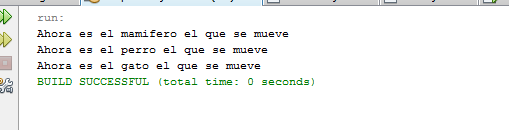 run:
Ahora es el mamifero el que se mueve
Ahora es el perro el que se mueve
Ahora es el gato el que se mueve
BUILD SUCCESSFUL (total time: 0 seconds)